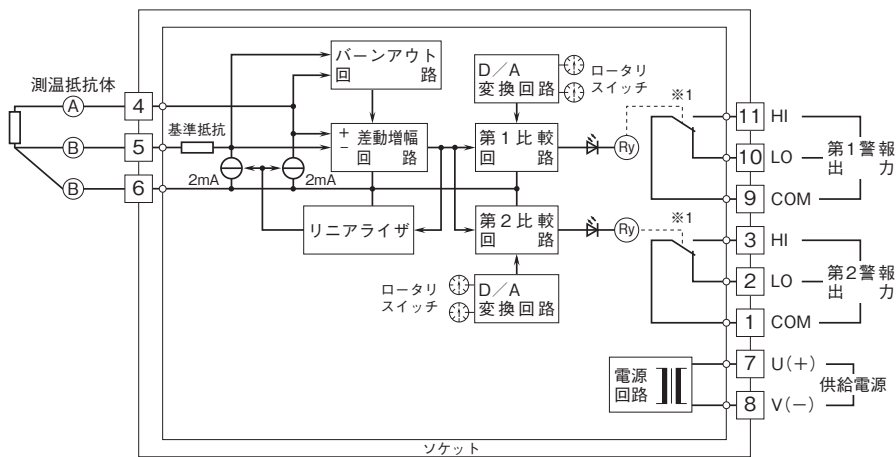 測温抵抗体
A
B
B
4
5
6
基準抵抗
2mA
2mA
バーンアウト
回路
+
−
差動増幅
回路
リニアライザ
D/A
変換回路
ロータリ
スイッチ
第1比較
回路
第2比較
回路
ロータリ
スイッチ
D/A
変換回路
Ry
※1
Ry
※1
11 HI
10 LO
9 COM
第1警報
出力
3 HI
2 LO
1 COM
第2警報
出力
電源
回路
7 U(+)
8 V(−)
供給電源
ソケット